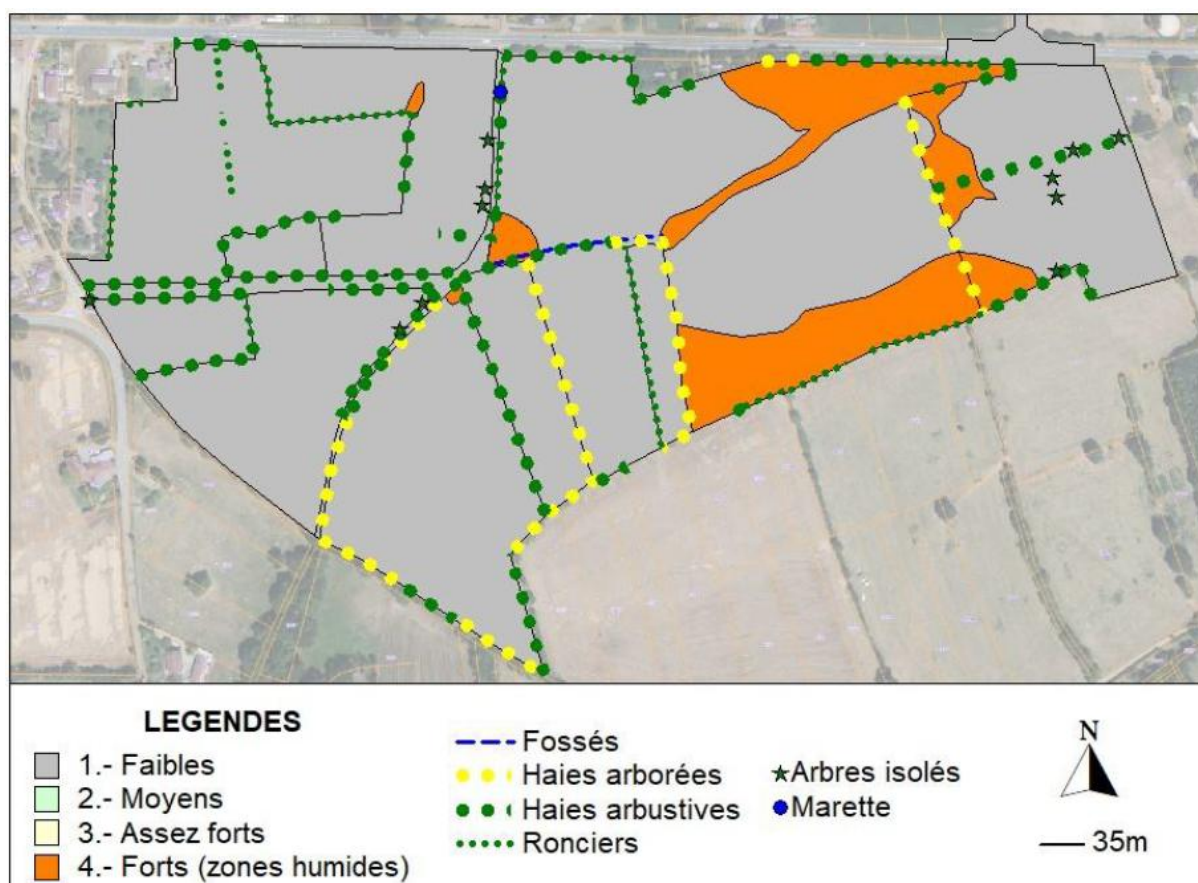 LEGENDES
1.- Faibles
2.- Moyens
3.- Assez forts
4.- Forts (zones humides)
Fossés
Haies arborées
Haies arbustives
Ronciers
Arbres isolés
Marette
N
35m